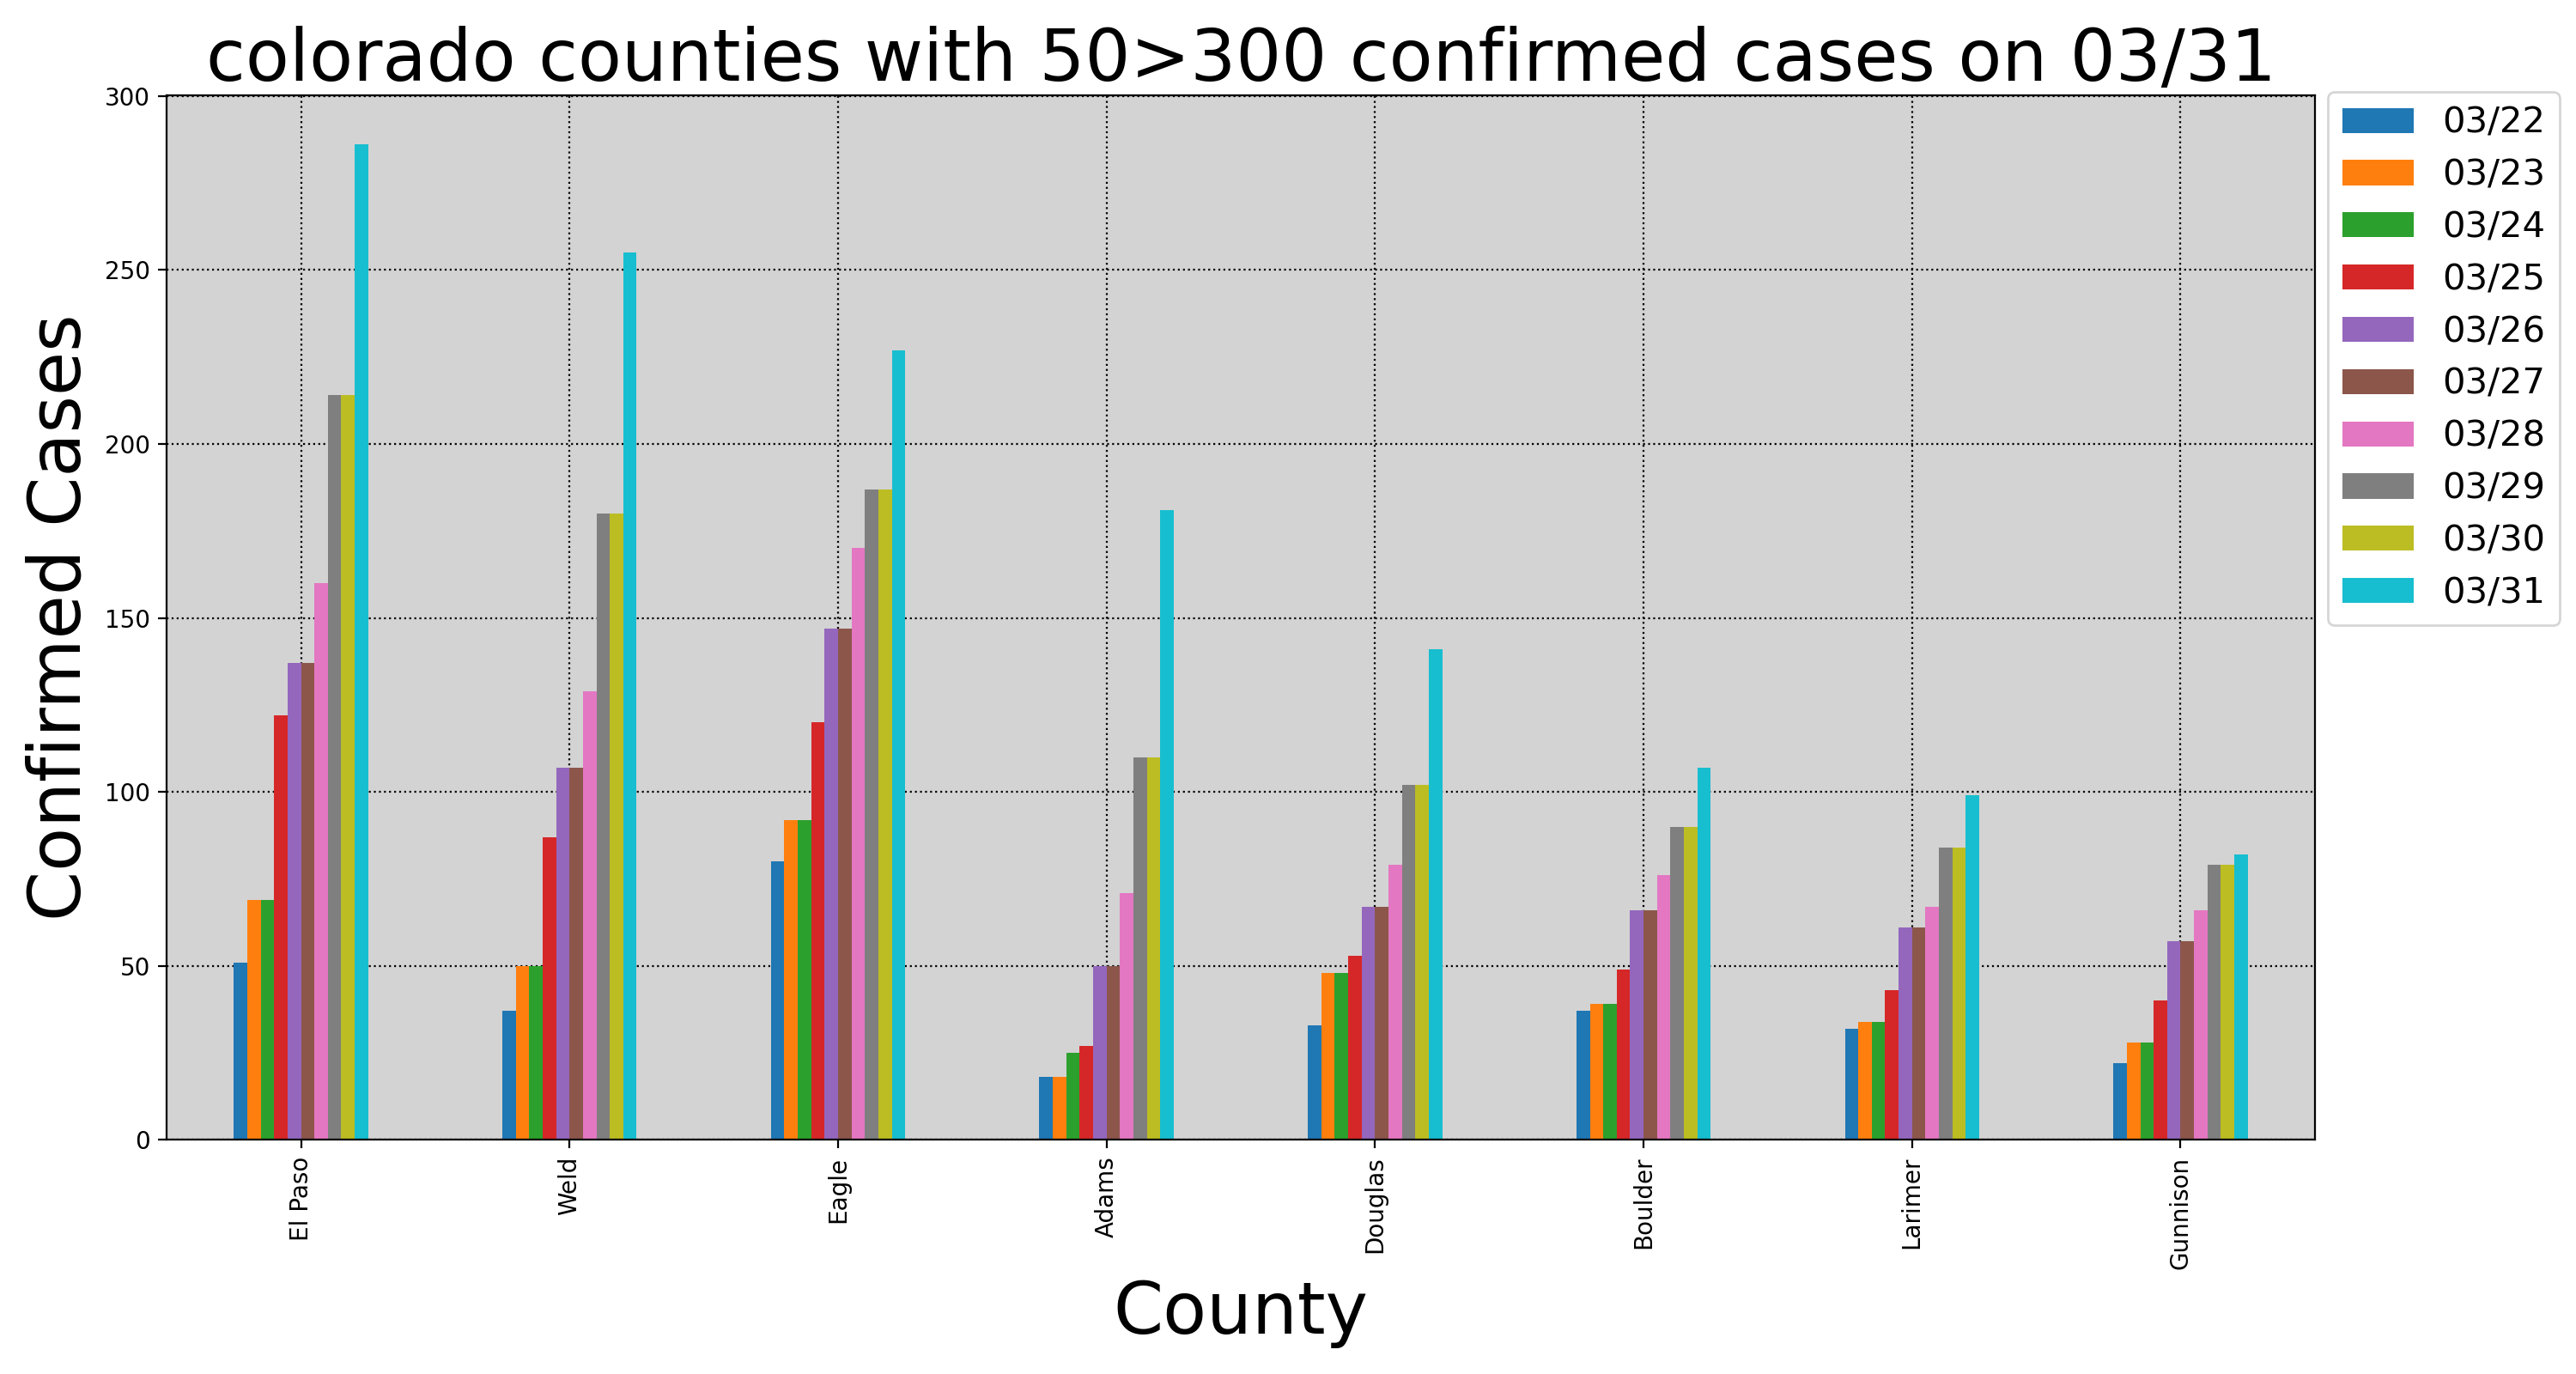 colorado counties with 50>300 confirmed cases on 03/31
300
250
200
150
100
50
0
Confirmed Cases
El Paso
Weld
Eagle
Adams
Douglas
Boulder
Larimer
Gunnison
County
03/22
03/23
03/24
03/25
03/26
03/27
03/28
03/29
03/30
03/31